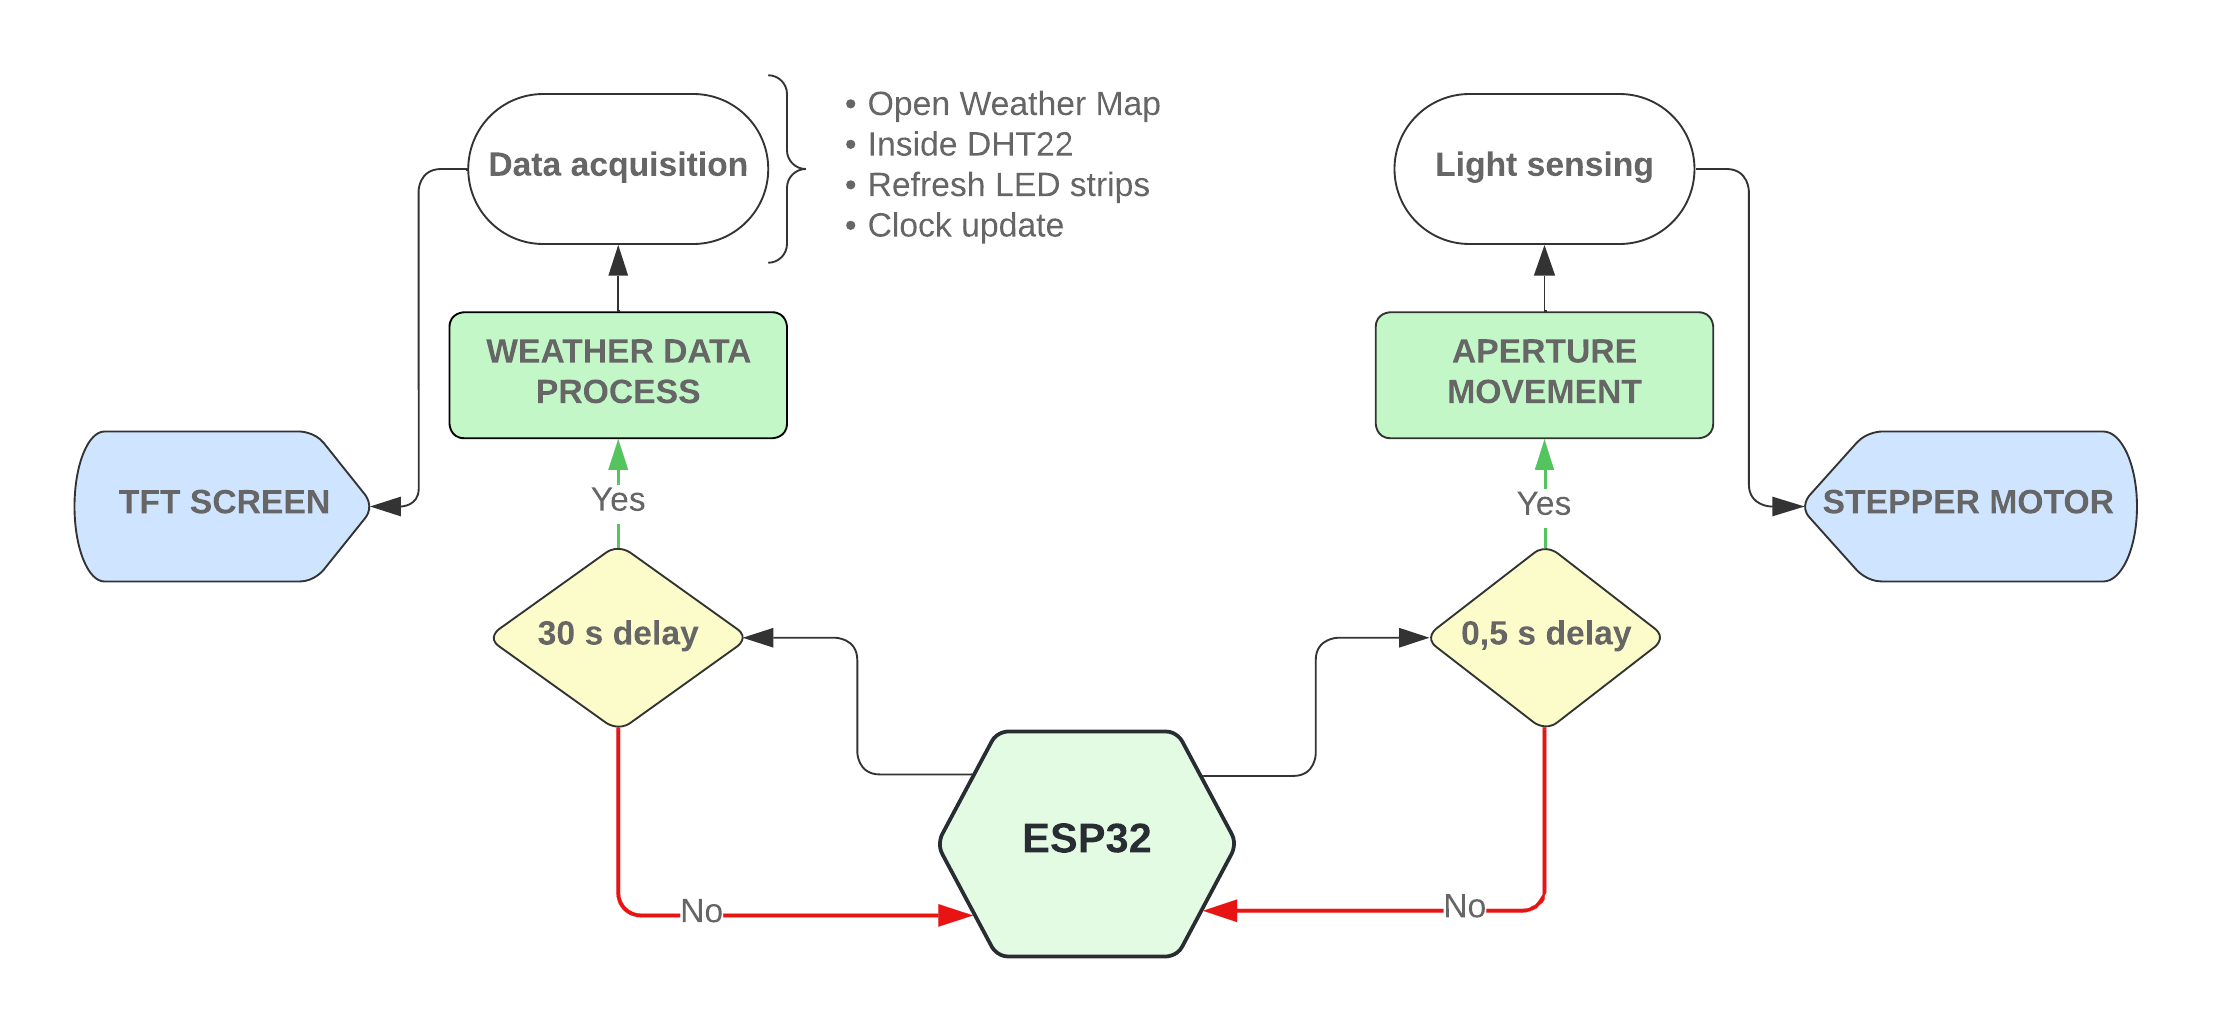 Data acquisition
• Open Weather Map
• Inside DHT22
• Refresh LED strips
• Clock update
Light sensing
WEATHER DATA
PROCESS
APERTURE
MOVEMENT
TFT SCREEN
Yes
Yes
STEPPER MOTOR
30 s delay
0,5 s delay
ESP32
No
No